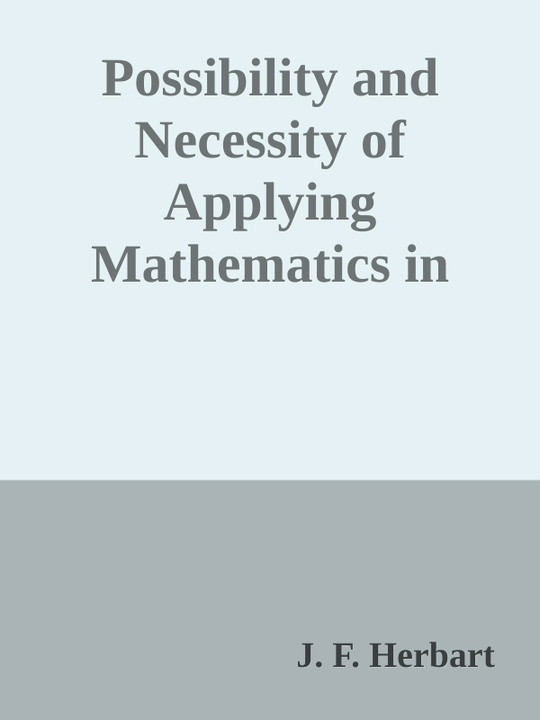 Possibility and
Necessity of
Applying
Mathematics in
J. F. Herbart